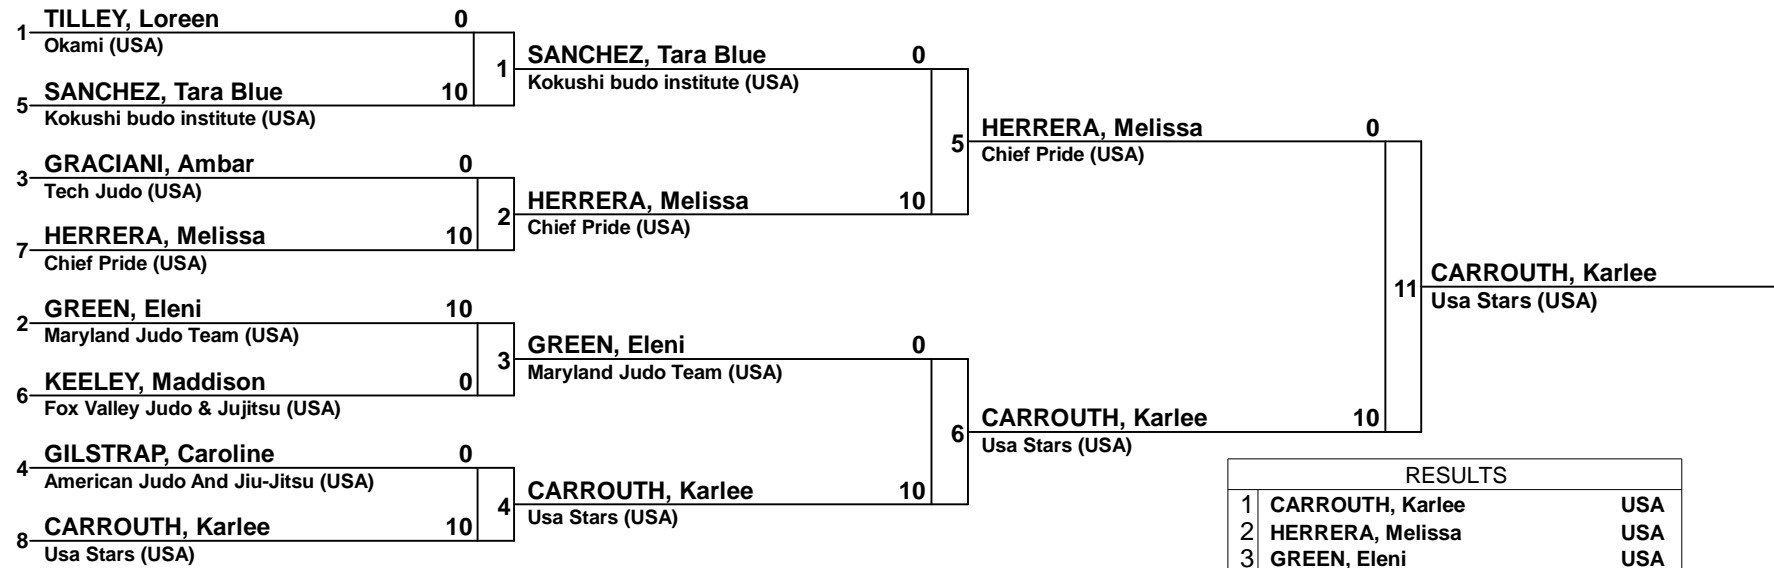 1 TILLEY, Loreen 0
Okami (USA)
5 SANCHEZ, Tara Blue 10
Kokushi budo institute (USA)
1
3 GRACIANI, Ambar 0
Tech Judo (USA)
7 HERRERA, Melissa 10
Chief Pride (USA)
2
2 GREEN, Eleni 10
Maryland Judo Team (USA)
6 KEELEY, Maddison 0
Fox Valley Judo & Jujitsu (USA)
3
4 GILSTRAP, Caroline 0
American Judo And Jiu-Jitsu (USA)
8 CARROUTH, Karlee 10
Usa Stars (USA)
4
SANCHEZ, Tara Blue 0
Kokushi budo institute (USA)
HERRERA, Melissa 10
Chief Pride (USA)
5
GREEN, Eleni 0
Maryland Judo Team (USA)
CARROUTH, Karlee 10
Usa Stars (USA)
6
HERRERA, Melissa 0
Chief Pride (USA)
CARROUTH, Karlee 10
Usa Stars (USA)
11
CARROUTH, Karlee
Usa Stars (USA)
RESULTS
1 CARROUTH, Karlee USA
2 HERRERA, Melissa USA
3 GREEN, Eleni USA